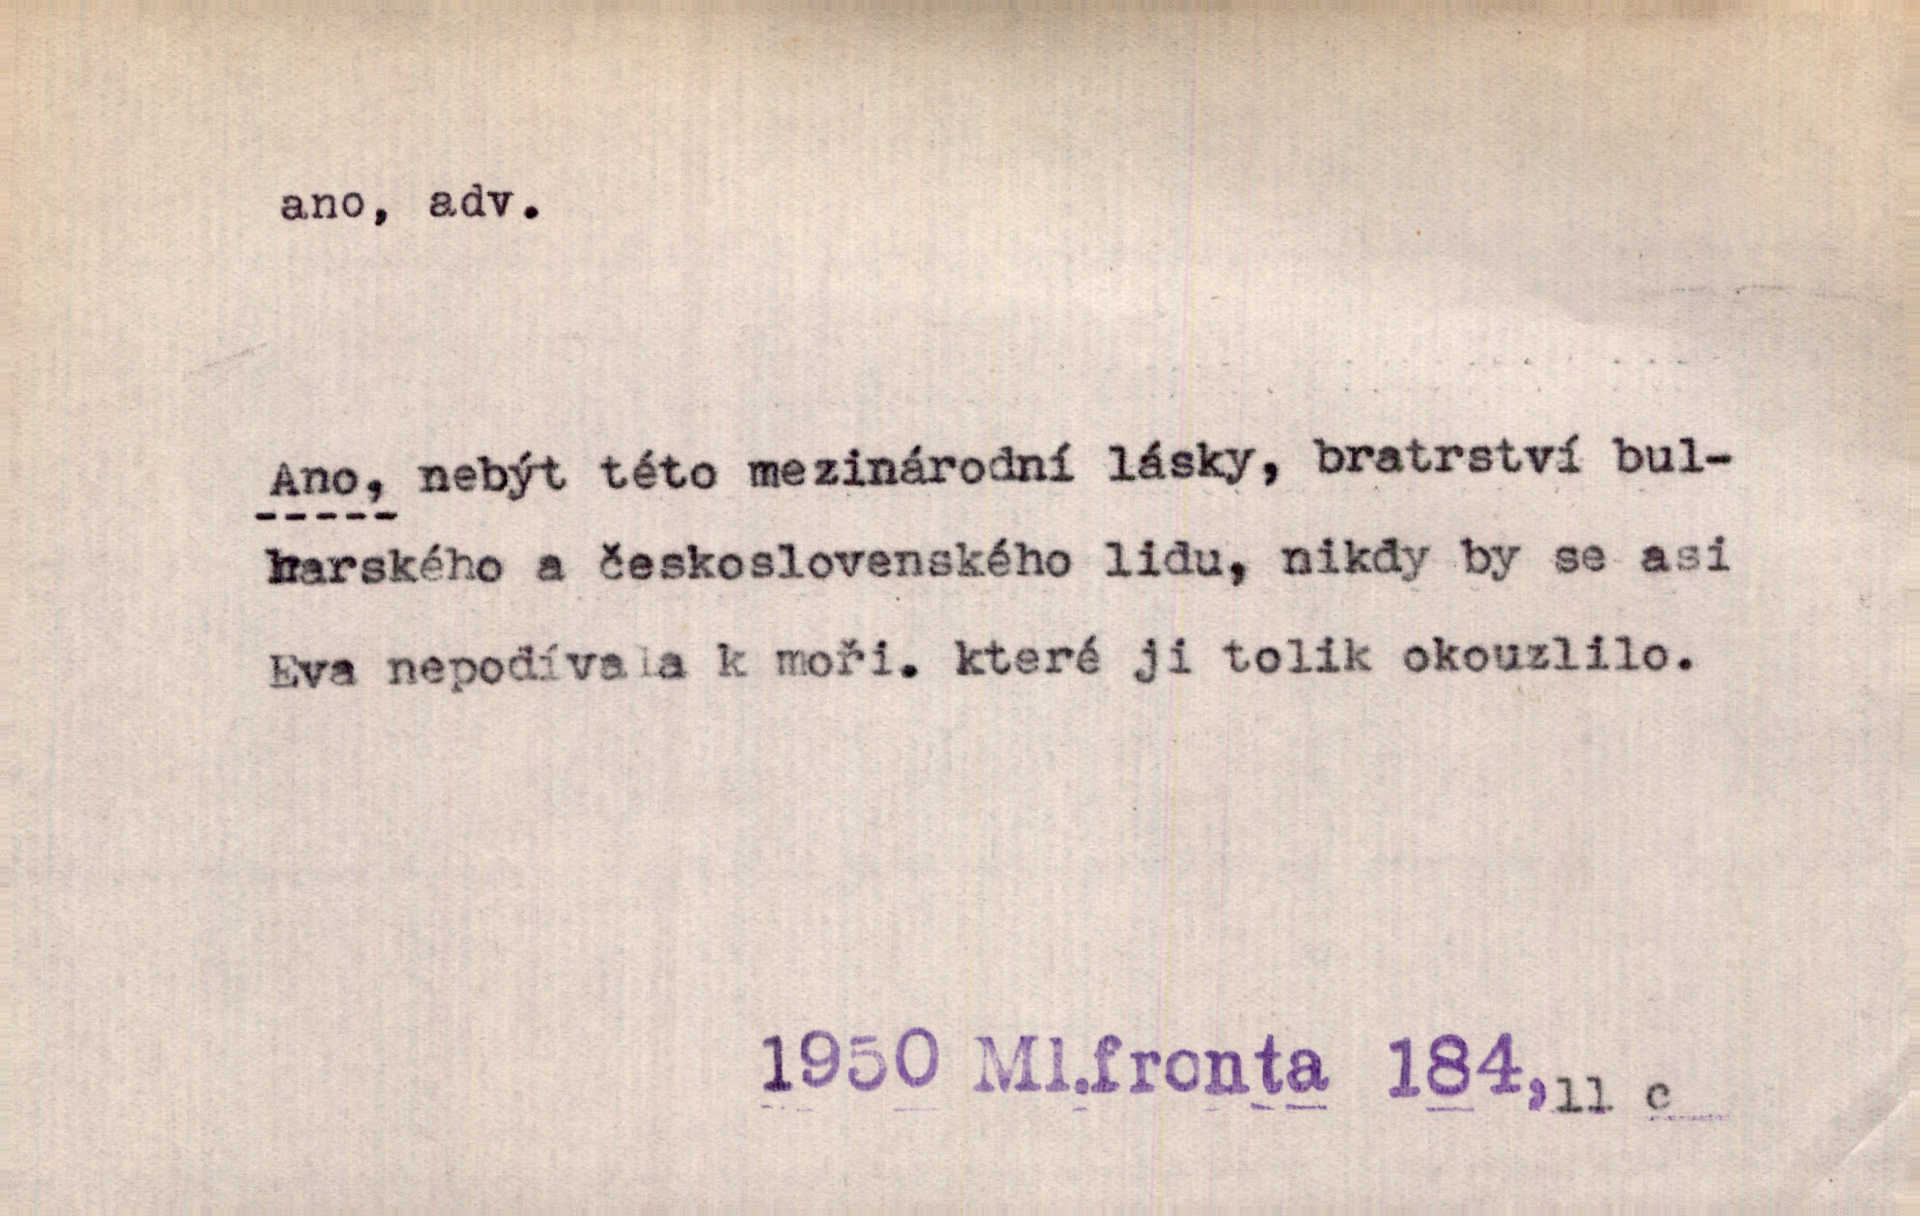 ano, adv.
Ano, nebýt této mezinárodní lásky, bratrství bul-
harského a československého lidu, nikdy by se asi
Eva nepodívala k moři. které ji tolik okouzlilo.
1950 Ml.fronta 184, 11 c